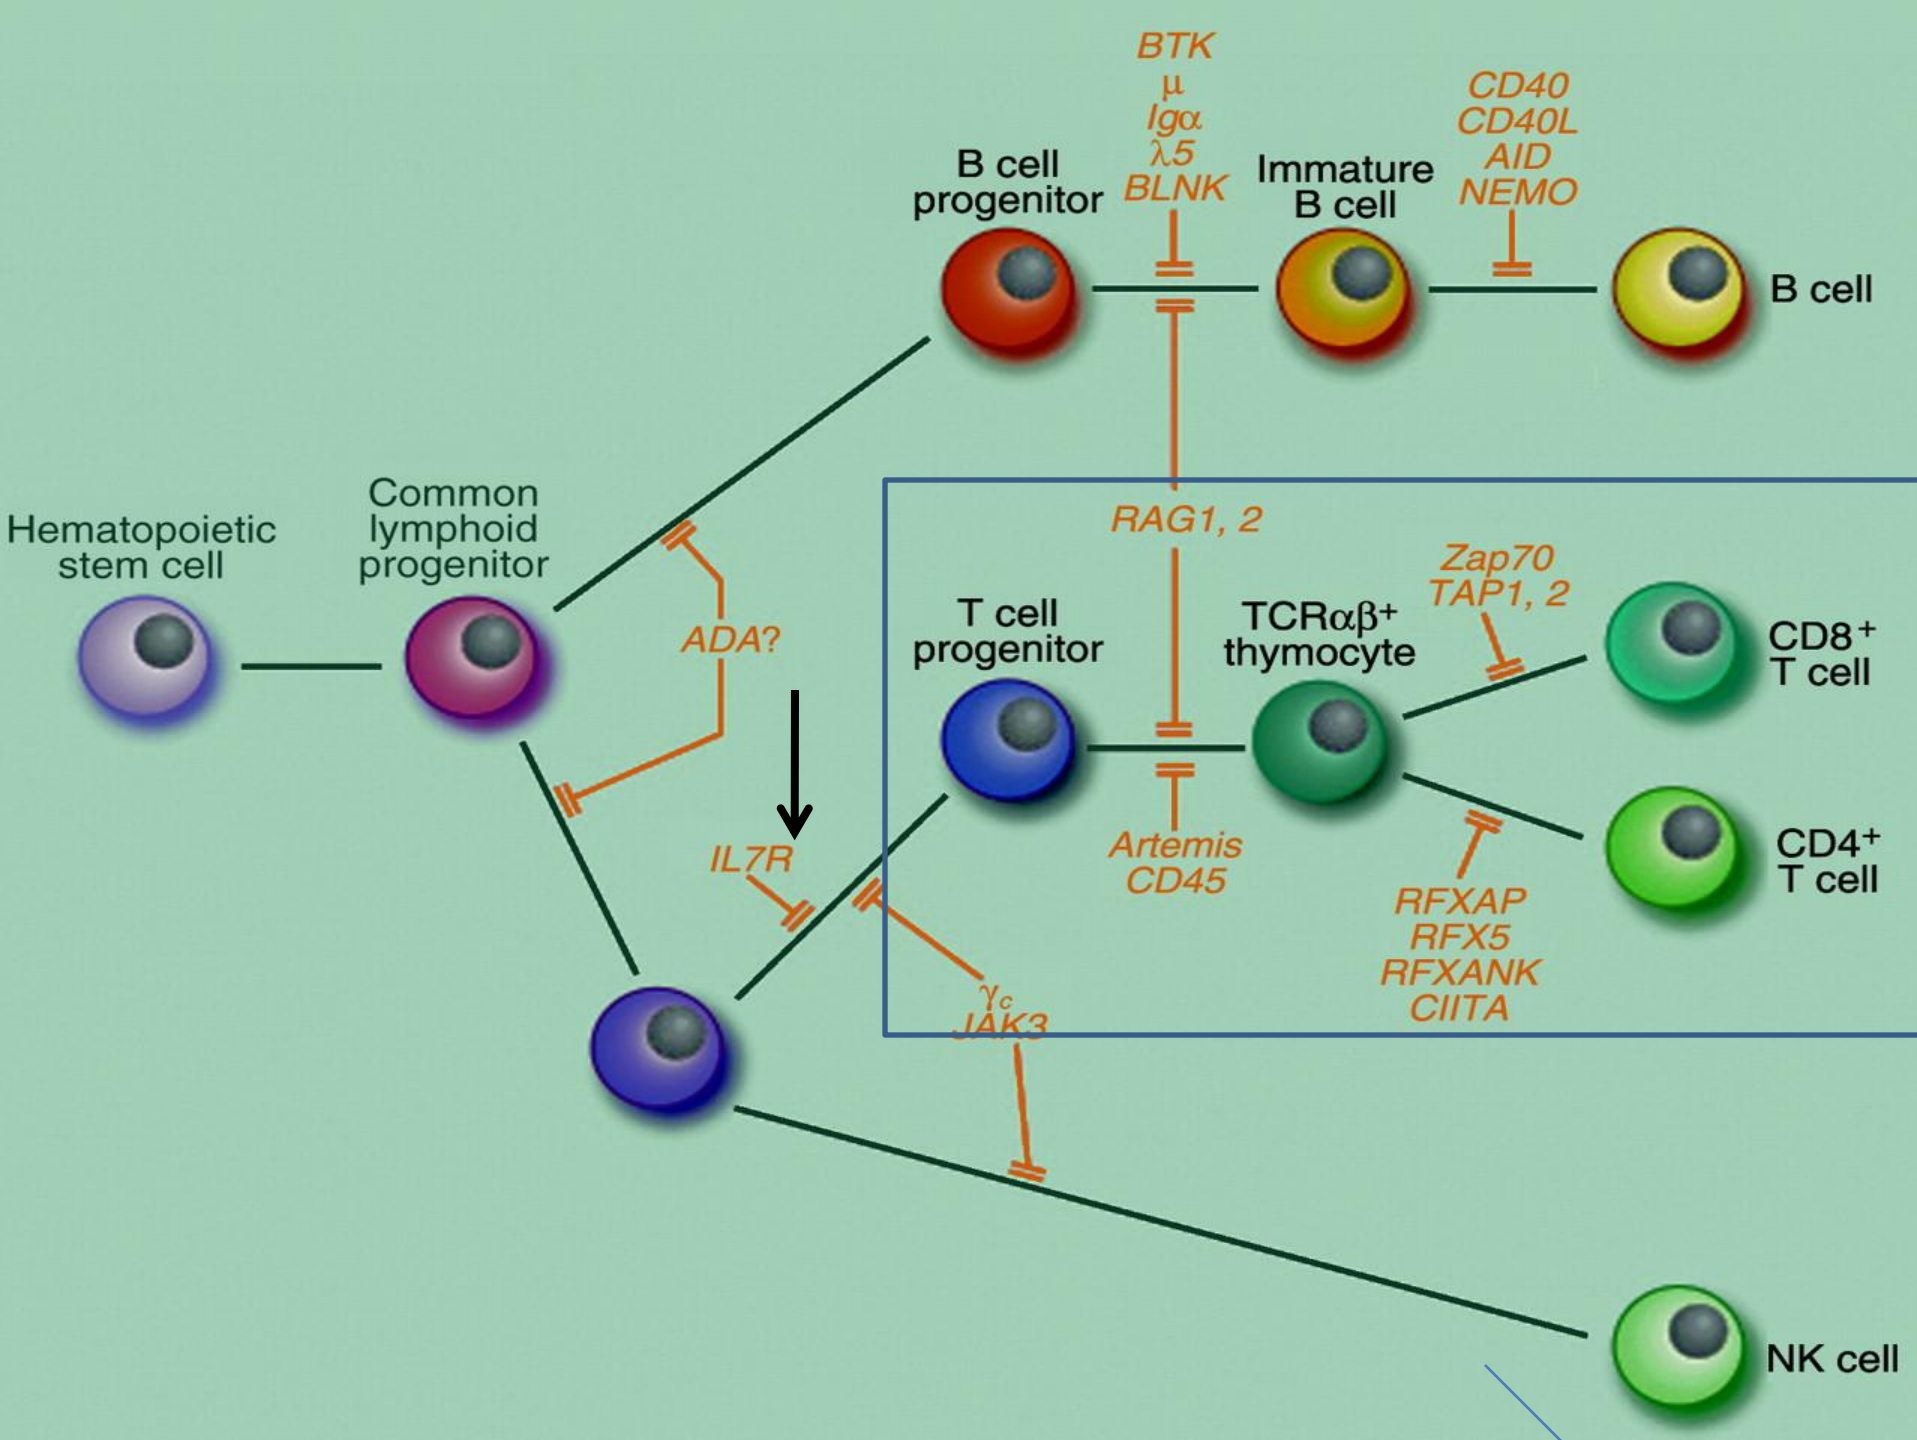 BTK
μ
Igα
λ5
BLNK
CD40
CD40L
AID
NEMO
B cell
progenitor
Immature
B cell
B cell
Hematopoietic
stem cell
Common
lymphoid
progenitor
ADA?
RAG1, 2
T cell
progenitor
TCRαβ+
thymocyte
Zap70
TAP1, 2
CD8+
T cell
IL7R
Artemis
CD45
CD4+
T cell
RFXAP
RFX5
RFXANK
CIITA
γc
JAK3
NK cell